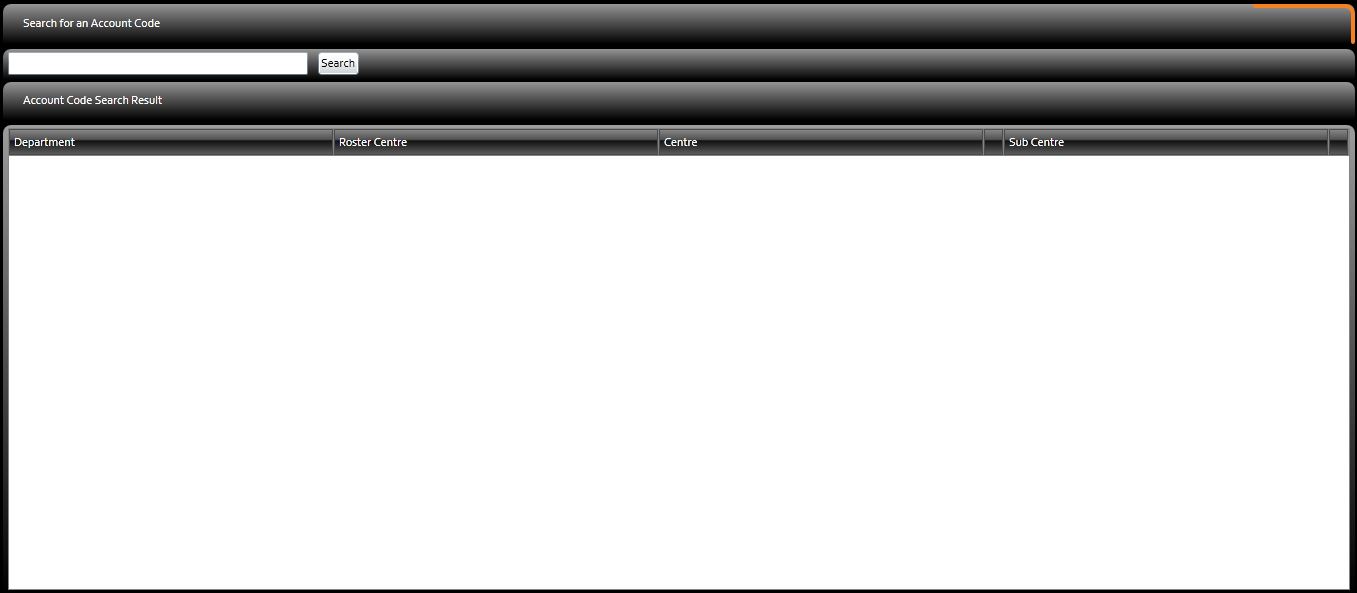 Search for an Account Code
Search
Account Code Search Result
Department Roster Centre Centre Sub Centre